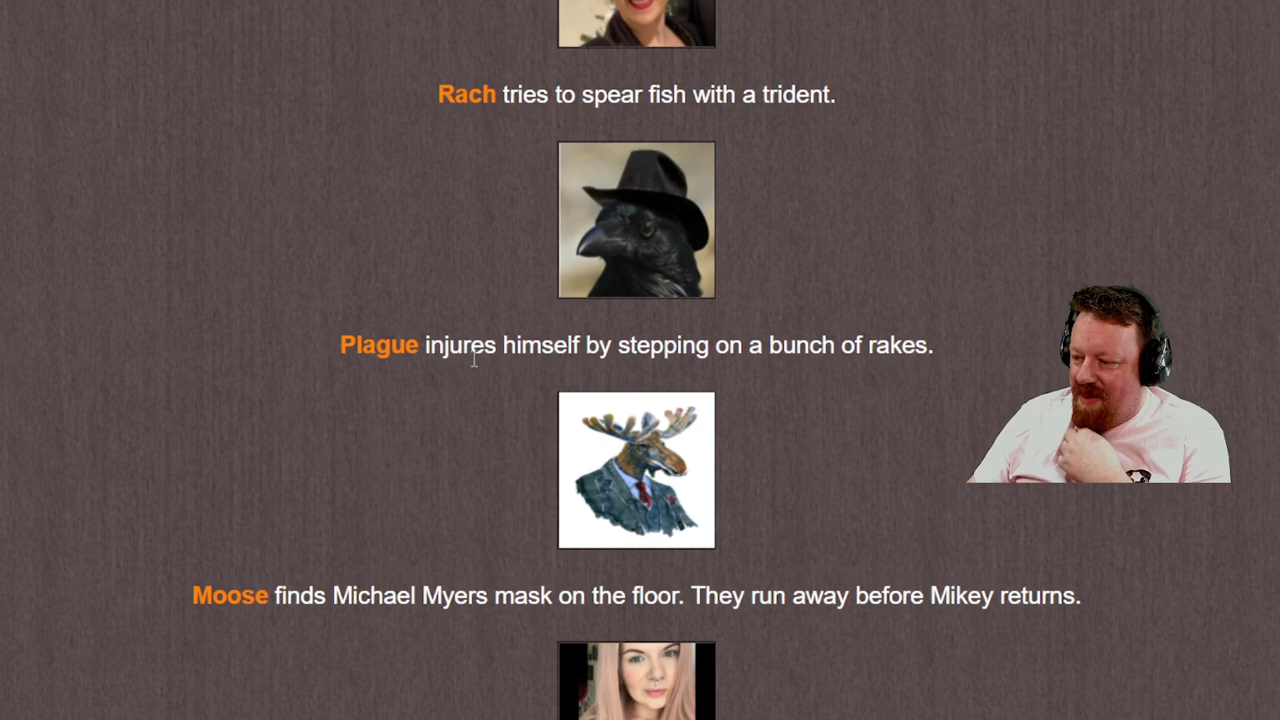 Rach tries to spear fish with a trident.
Plague injures himself by stepping on a bunch of rakes.
Moose finds Michael Myers mask on the floor. They run away before Mikey returns.